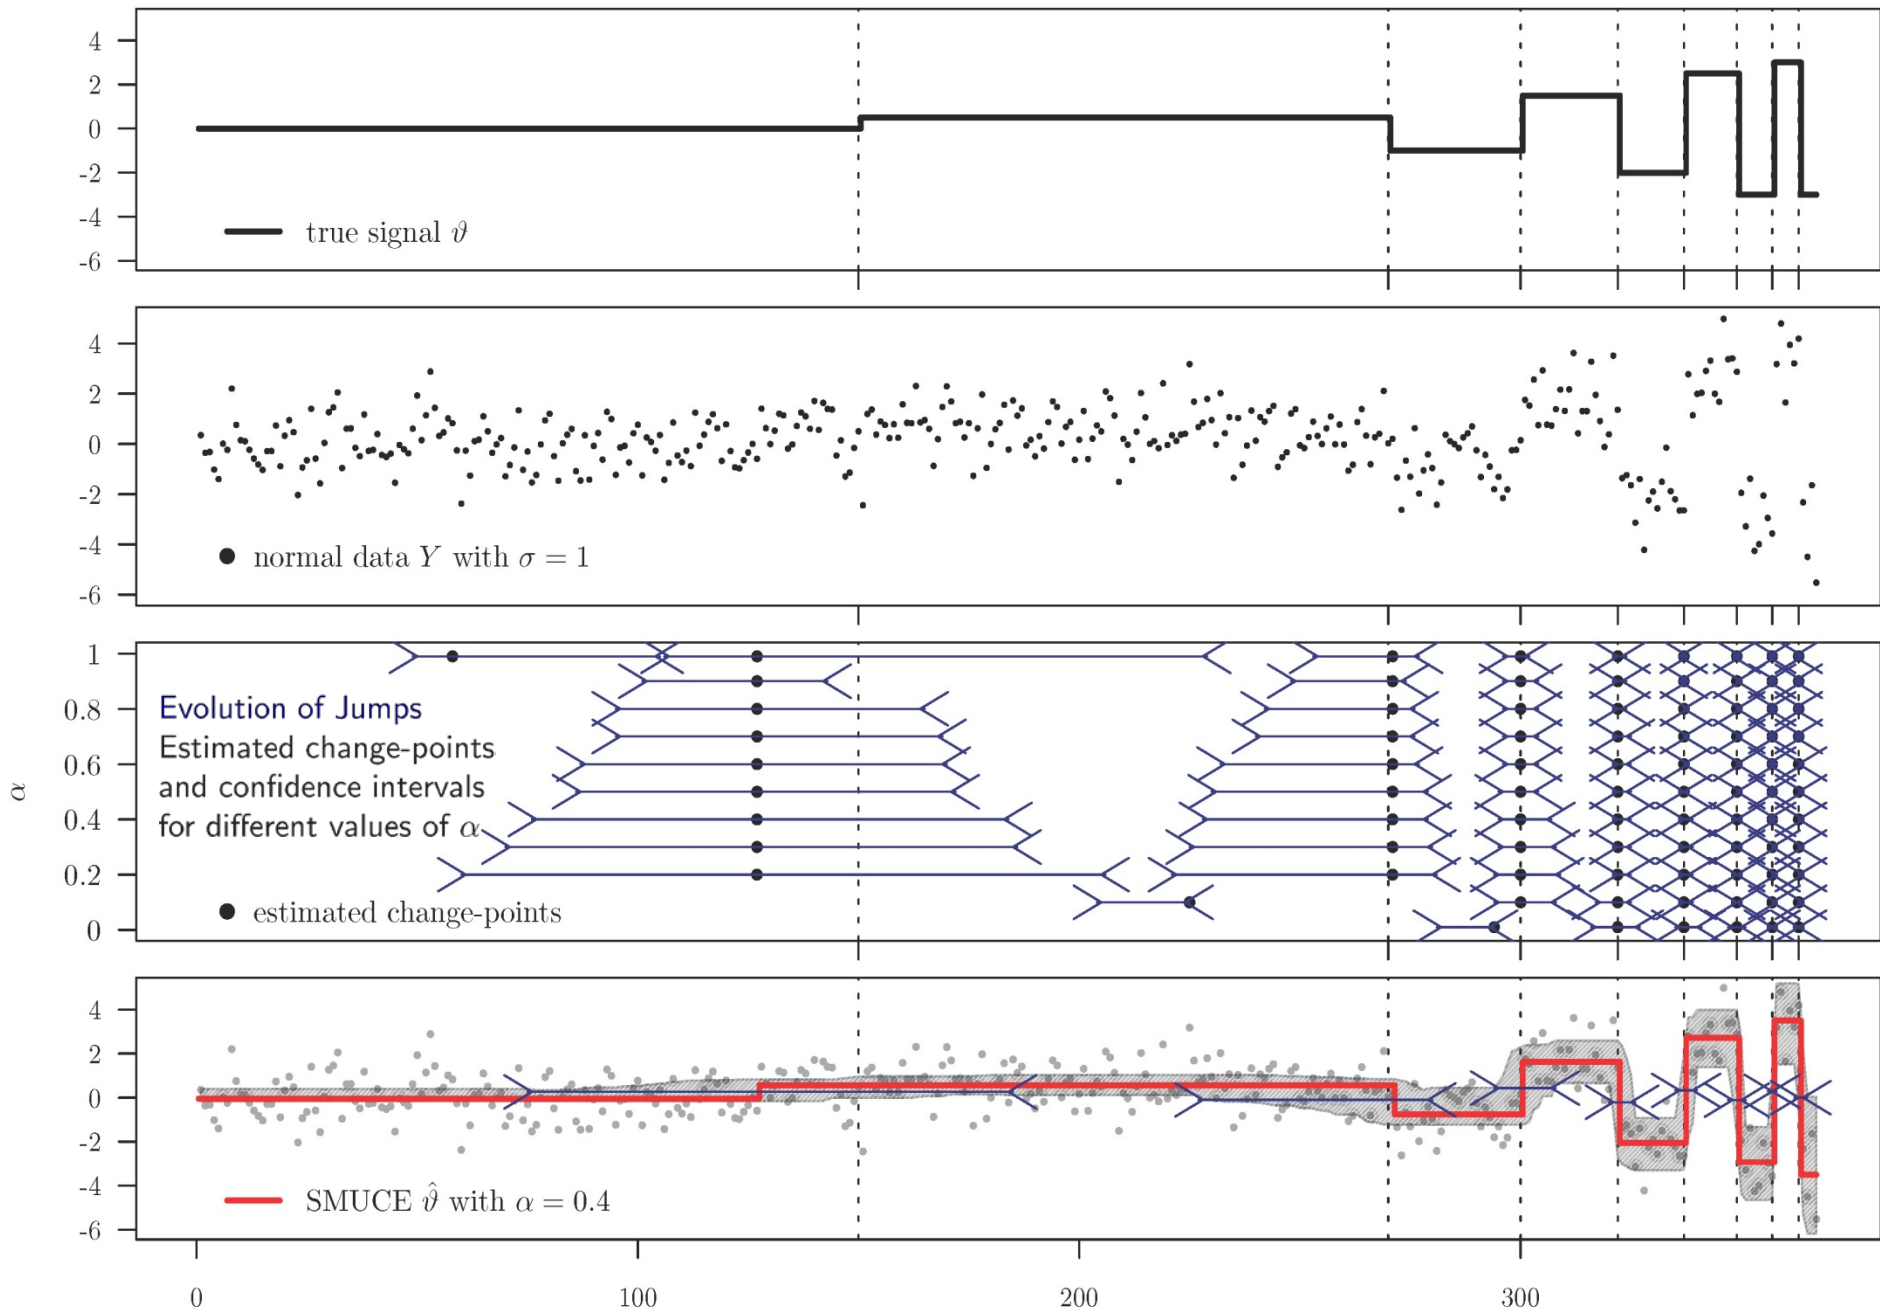 4
2
0
-2
-4
-6
true signal ϑ
4
2
0
-2
-4
-6
normal data Y with σ = 1
α
1
0.8
0.6
0.4
0.2
0
Evolution of Jumps
Estimated change-points
and confidence intervals
for different values of α
estimated change-points
4
2
0
-2
-4
-6
SMUCE ϑ̂ with α = 0.4
0 100 200 300